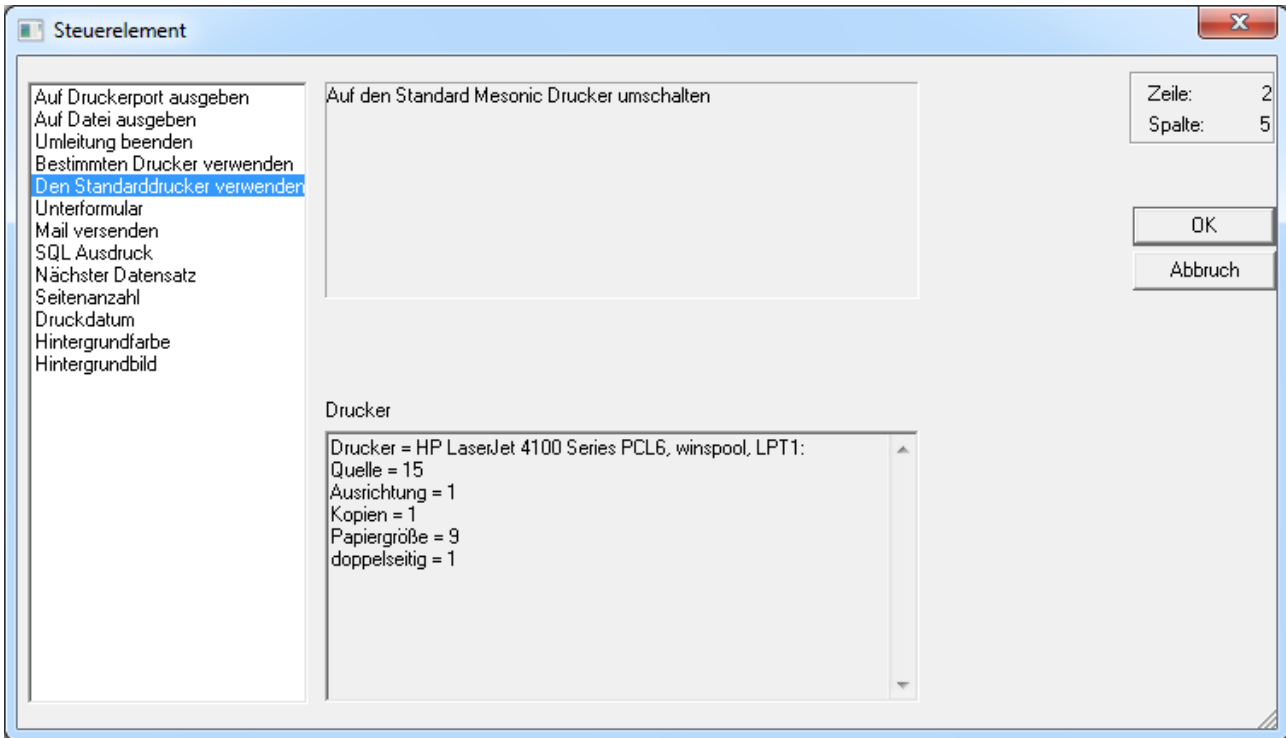 Steuerelement
Auf Druckerport ausgeben
Auf Datei ausgeben
Umleitung beenden
Bestimmten Drucker verwenden
Den Standarddrucker verwenden
Unterformular
Mail versenden
SQL Ausdruck
Nächster Datensatz
Seitenanzahl
Druckdatum
Hintergrundfarbe
Hintergrundbild
Auf den Standard Mesonic Drucker umschalten
Drucker
Drucker = HP LaserJet 4100 Series PCL6, winspool, LPT1:
Quelle = 15
Ausrichtung = 1
Kopien = 1
Papiergröße = 9
doppelseitig = 1
Zeile: 2
Spalte: 5
OK
Abbruch